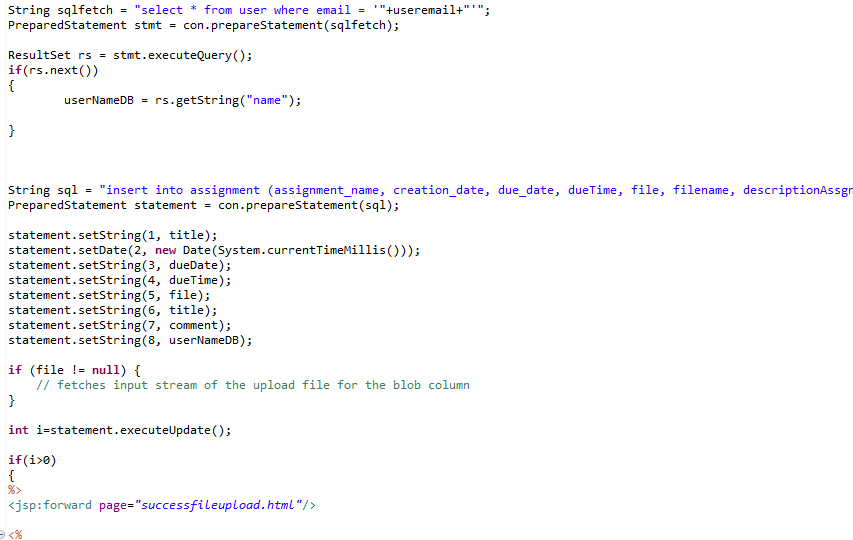 String sqlfetch = "select * from user where email = '"+useremail+"'";
PreparedStatement stmt = con.prepareStatement(sqlfetch);
ResultSet rs = stmt.executeQuery();
if(rs.next())
{
userNameDB = rs.getString("name");
}
String sql = "insert into assignment (assignment_name, creation_date, due_date, dueTime, file, filename, descriptionAssgn
PreparedStatement statement = con.prepareStatement(sql);
statement.setString(1, title);
statement.setDate(2, new Date(System.currentTimeMillis()));
statement.setString(3, dueDate);
statement.setString(4, dueTime);
statement.setString(5, file);
statement.setString(6, title);
statement.setString(7, comment);
statement.setString(8, userNameDB);
if (file != null) {
// fetches input stream of the upload file for the blob column
}
int i=statement.executeUpdate();
if(i>0)
{
%>
<jsp:forward page="successfileupload.html"/>
<%